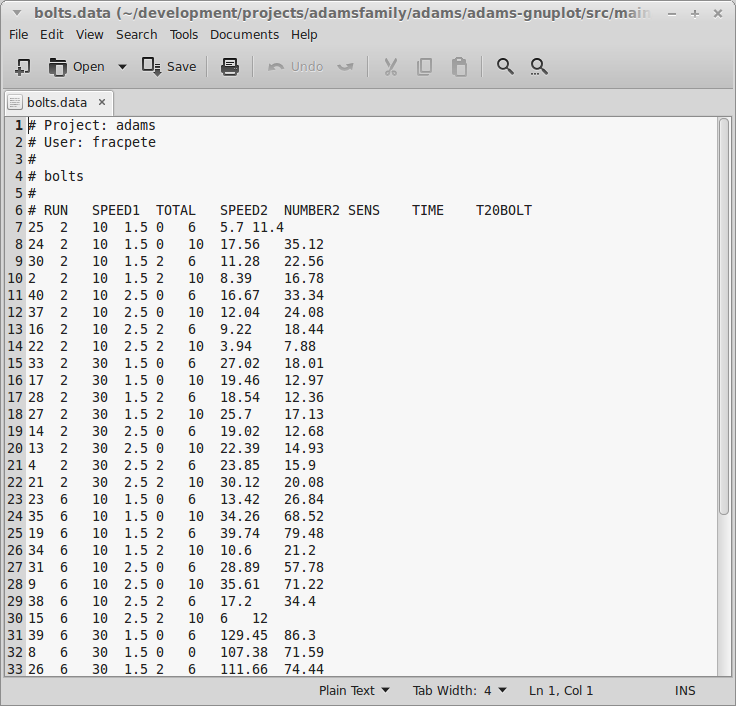 bolts.data (~/development/projects/adamsfamily/adams/adams-gnuplot/src/main
File Edit View Search Tools Documents Help
Open Save Undo
bolts.data ×
1 # Project: adams
2 # User: fracpete
3 #
4 # bolts
5 #
6 # RUN SPEED1 TOTAL SPEED2 NUMBER2 SENS TIME T20BOLT
7 25 2 10 1.5 0 6 5.7 11.4
8 24 2 10 1.5 0 10 17.56 35.12
9 30 2 10 1.5 2 6 11.28 22.56
10 2 2 10 1.5 2 10 8.39 16.78
11 40 2 10 2.5 0 6 16.67 33.34
12 37 2 10 2.5 0 10 12.04 24.08
13 16 2 10 2.5 2 6 9.22 18.44
14 22 2 10 2.5 2 10 3.94 7.88
15 33 2 30 1.5 0 6 27.02 18.01
16 17 2 30 1.5 0 10 19.46 12.97
17 28 2 30 1.5 2 6 18.54 12.36
18 27 2 30 1.5 2 10 25.7 17.13
19 14 2 30 2.5 0 6 19.02 12.68
20 13 2 30 2.5 0 10 22.39 14.93
21 4 2 30 2.5 2 6 23.85 15.9
22 21 2 30 2.5 2 10 30.12 20.08
23 23 6 10 1.5 0 6 13.42 26.84
24 35 6 10 1.5 0 10 34.26 68.52
25 19 6 10 1.5 2 6 39.74 79.48
26 34 6 10 1.5 2 10 10.6 21.2
27 31 6 10 2.5 0 6 28.89 57.78
28 9 6 10 2.5 0 10 35.61 71.22
29 38 6 10 2.5 2 6 17.2 34.4
30 15 6 10 2.5 2 10 6 12
31 39 6 30 1.5 0 6 129.45 86.3
32 8 6 30 1.5 0 0 107.38 71.59
33 26 6 30 1.5 2 6 111.66 74.44
Plain Text Tab Width: 4 Ln 1, Col 1 INS